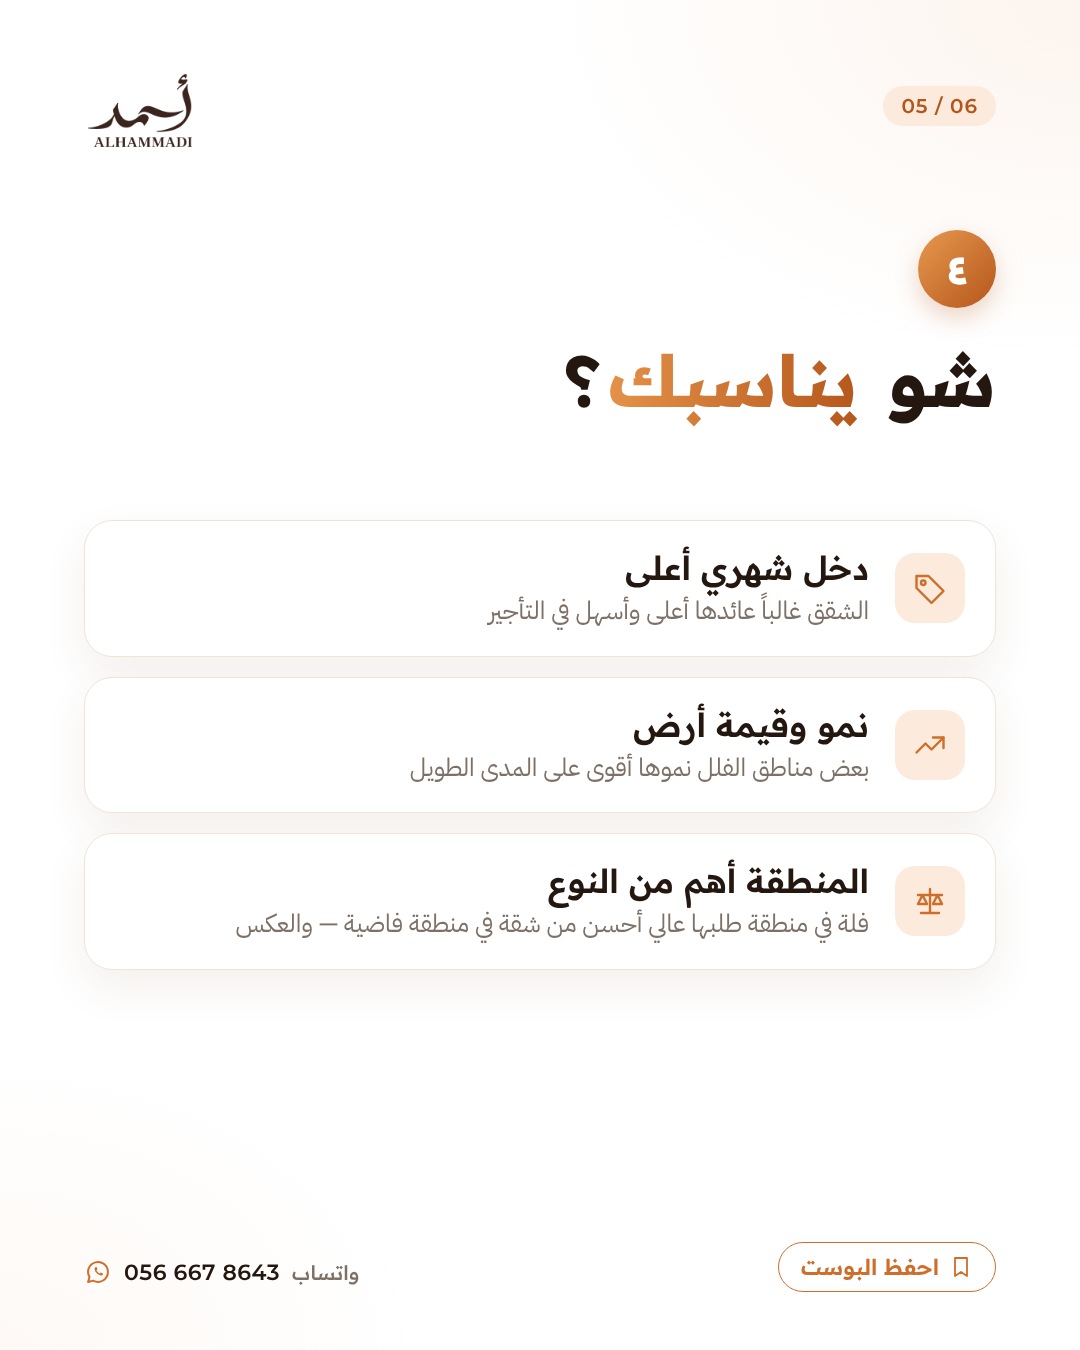 أحمد
ALHAMMADI
05 / 06
٤
شو يناسبك؟
دخل شهري أعلى
الشقق غالباً عائدها أعلى وأسهل في التأجير
نمو وقيمة أرض
بعض مناطق الفلل نموها أقوى على المدى الطويل
المنطقة أهم من النوع
فلة في منطقة طلبها عالي أحسن من شقة في منطقة فاضية — والعكس
احفظ البوست
واتساب 056 667 8643